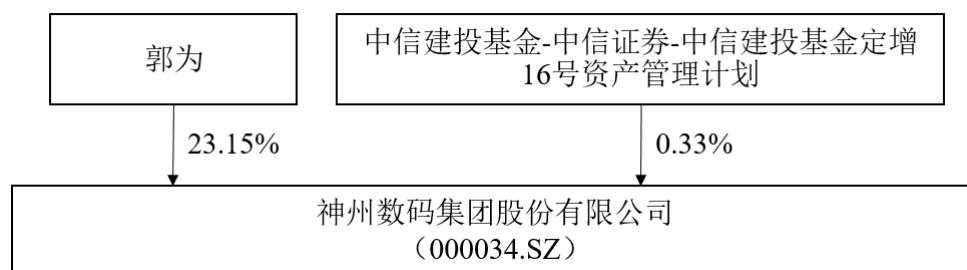 郭为
中信建投基金-中信证券-中信建投基金定增
16号资产管理计划
23.15%
0.33%
神州数码集团股份有限公司
（000034.SZ）